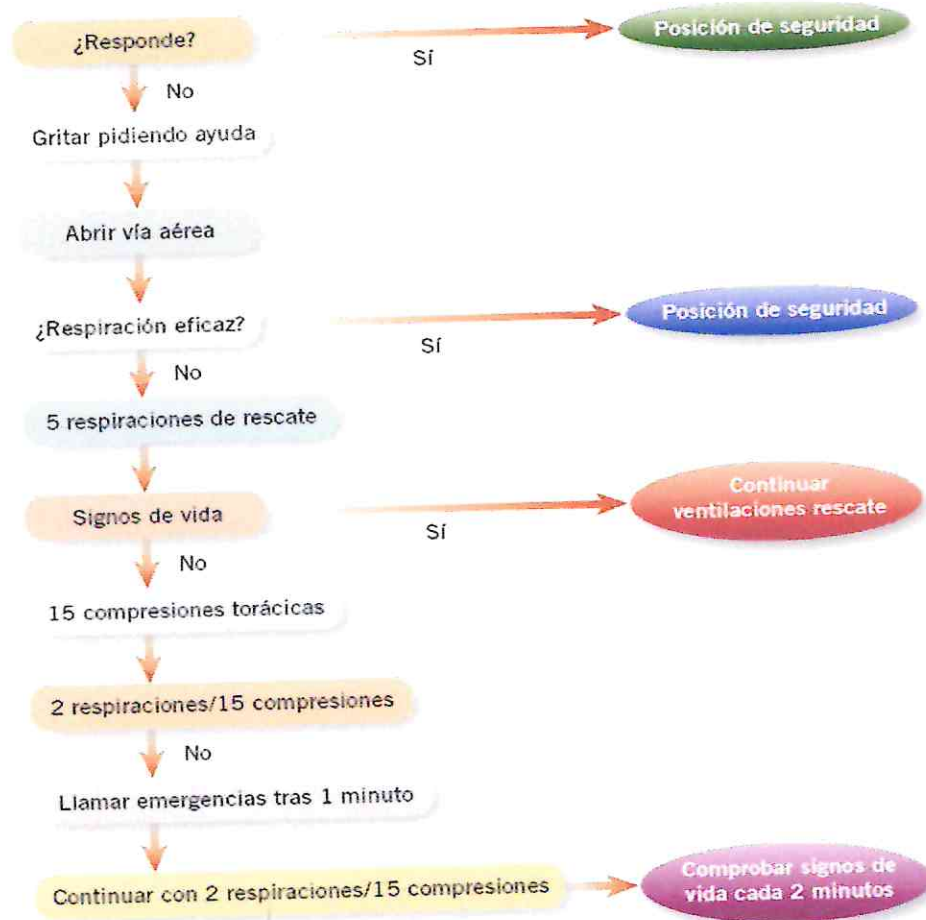 ¿Responde?
Sí
Posición de seguridad
No
Gritar pidiendo ayuda
Abrir vía aérea
¿Respiración eficaz?
Sí
Posición de seguridad
No
5 respiraciones de rescate
Signos de vida
Sí
Continuar
ventilaciones rescate
No
15 compresiones torácicas
2 respiraciones/15 compresiones
No
Llamar emergencias tras 1 minuto
Continuar con 2 respiraciones/15 compresiones
Comprobar signos de
vida cada 2 minutos